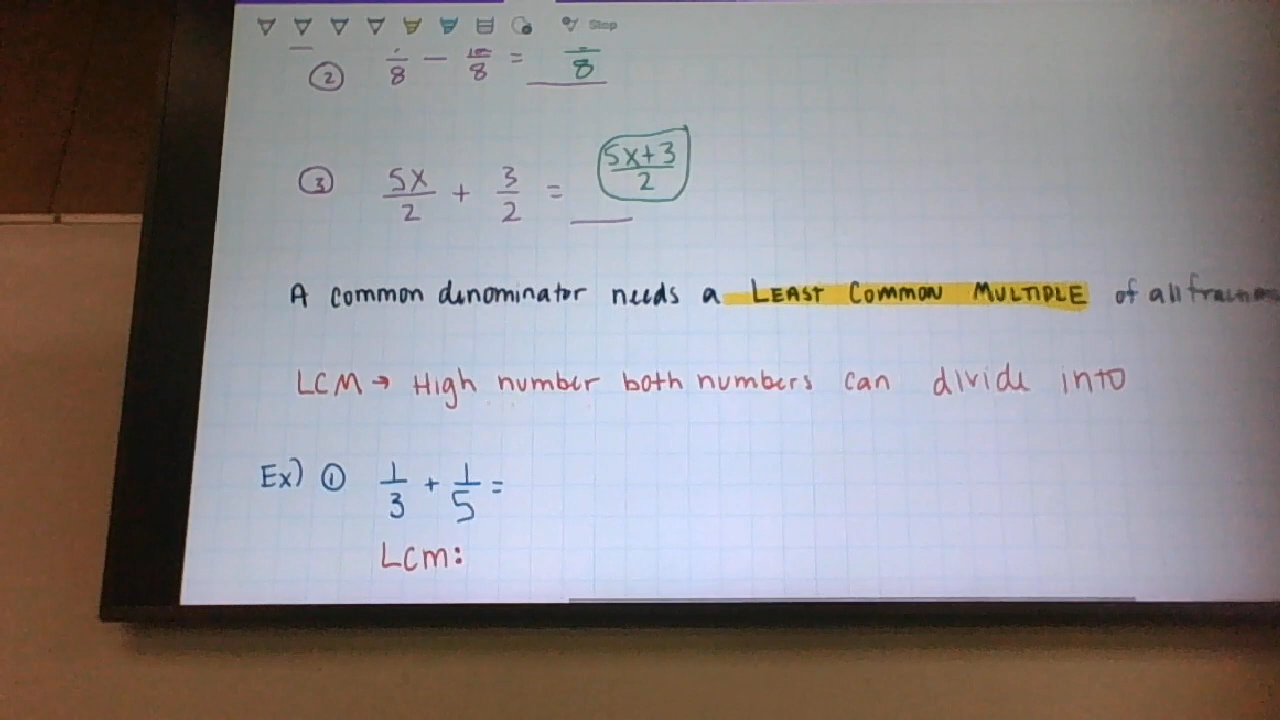 Stop
② /8 - /8 = /8
③ 5x/2 + 3/2 = 5x+3/2
A common denominator needs a LEAST COMMON MULTIPLE of all
LCM → High number both numbers can divide into
Ex) ① 1/3 + 1/5 =
LCM: